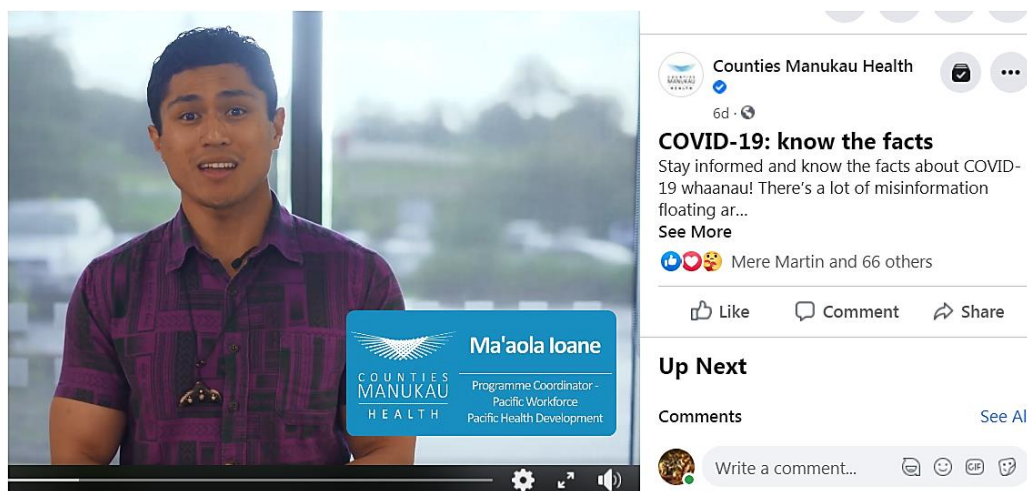 Ma'aola Ioane
COUNTIES
MANUKAU
HEALTH
Programme Coordinator -
Pacific Workforce
Pacific Health Development
Counties Manukau Health
6d ·
COVID-19: know the facts
Stay informed and know the facts about COVID-
19 whaanau! There's a lot of misinformation
floating ar...
See More
Mere Martin and 66 others
Like Comment Share
Up Next
Comments See Al
Write a comment... GIF